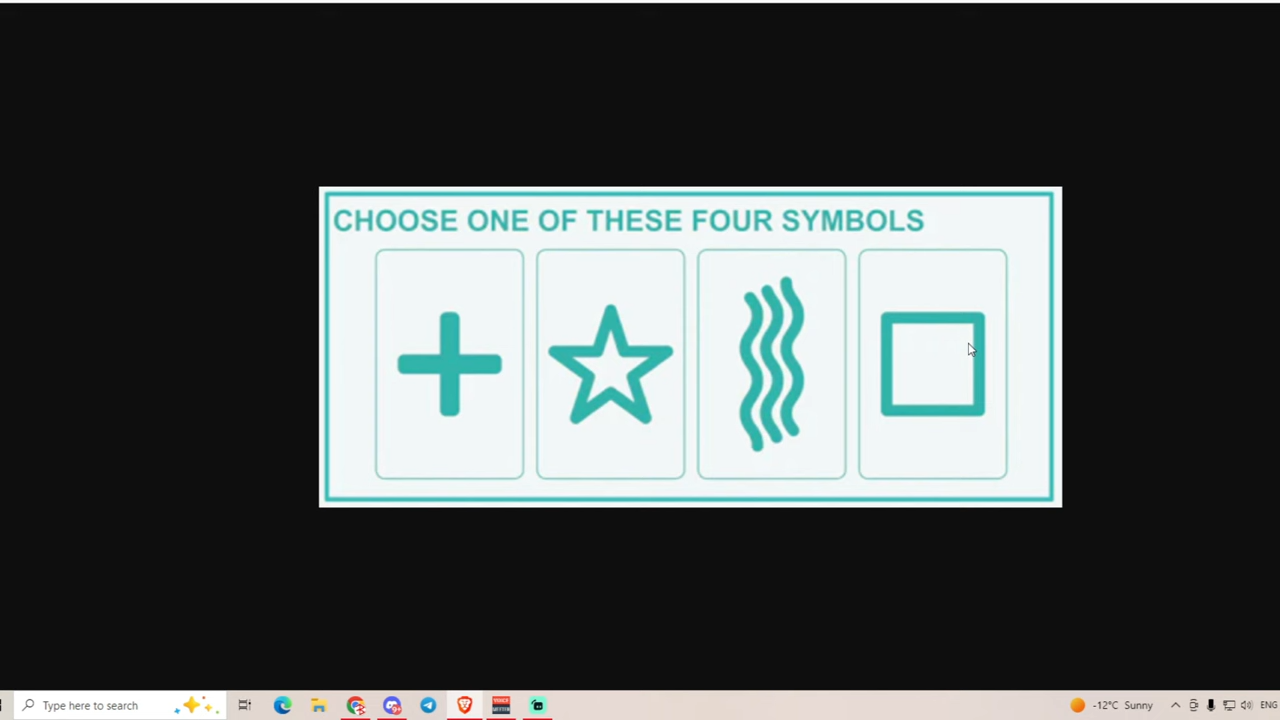 CHOOSE ONE OF THESE FOUR SYMBOLS
Type here to search
-12°C Sunny
ENG